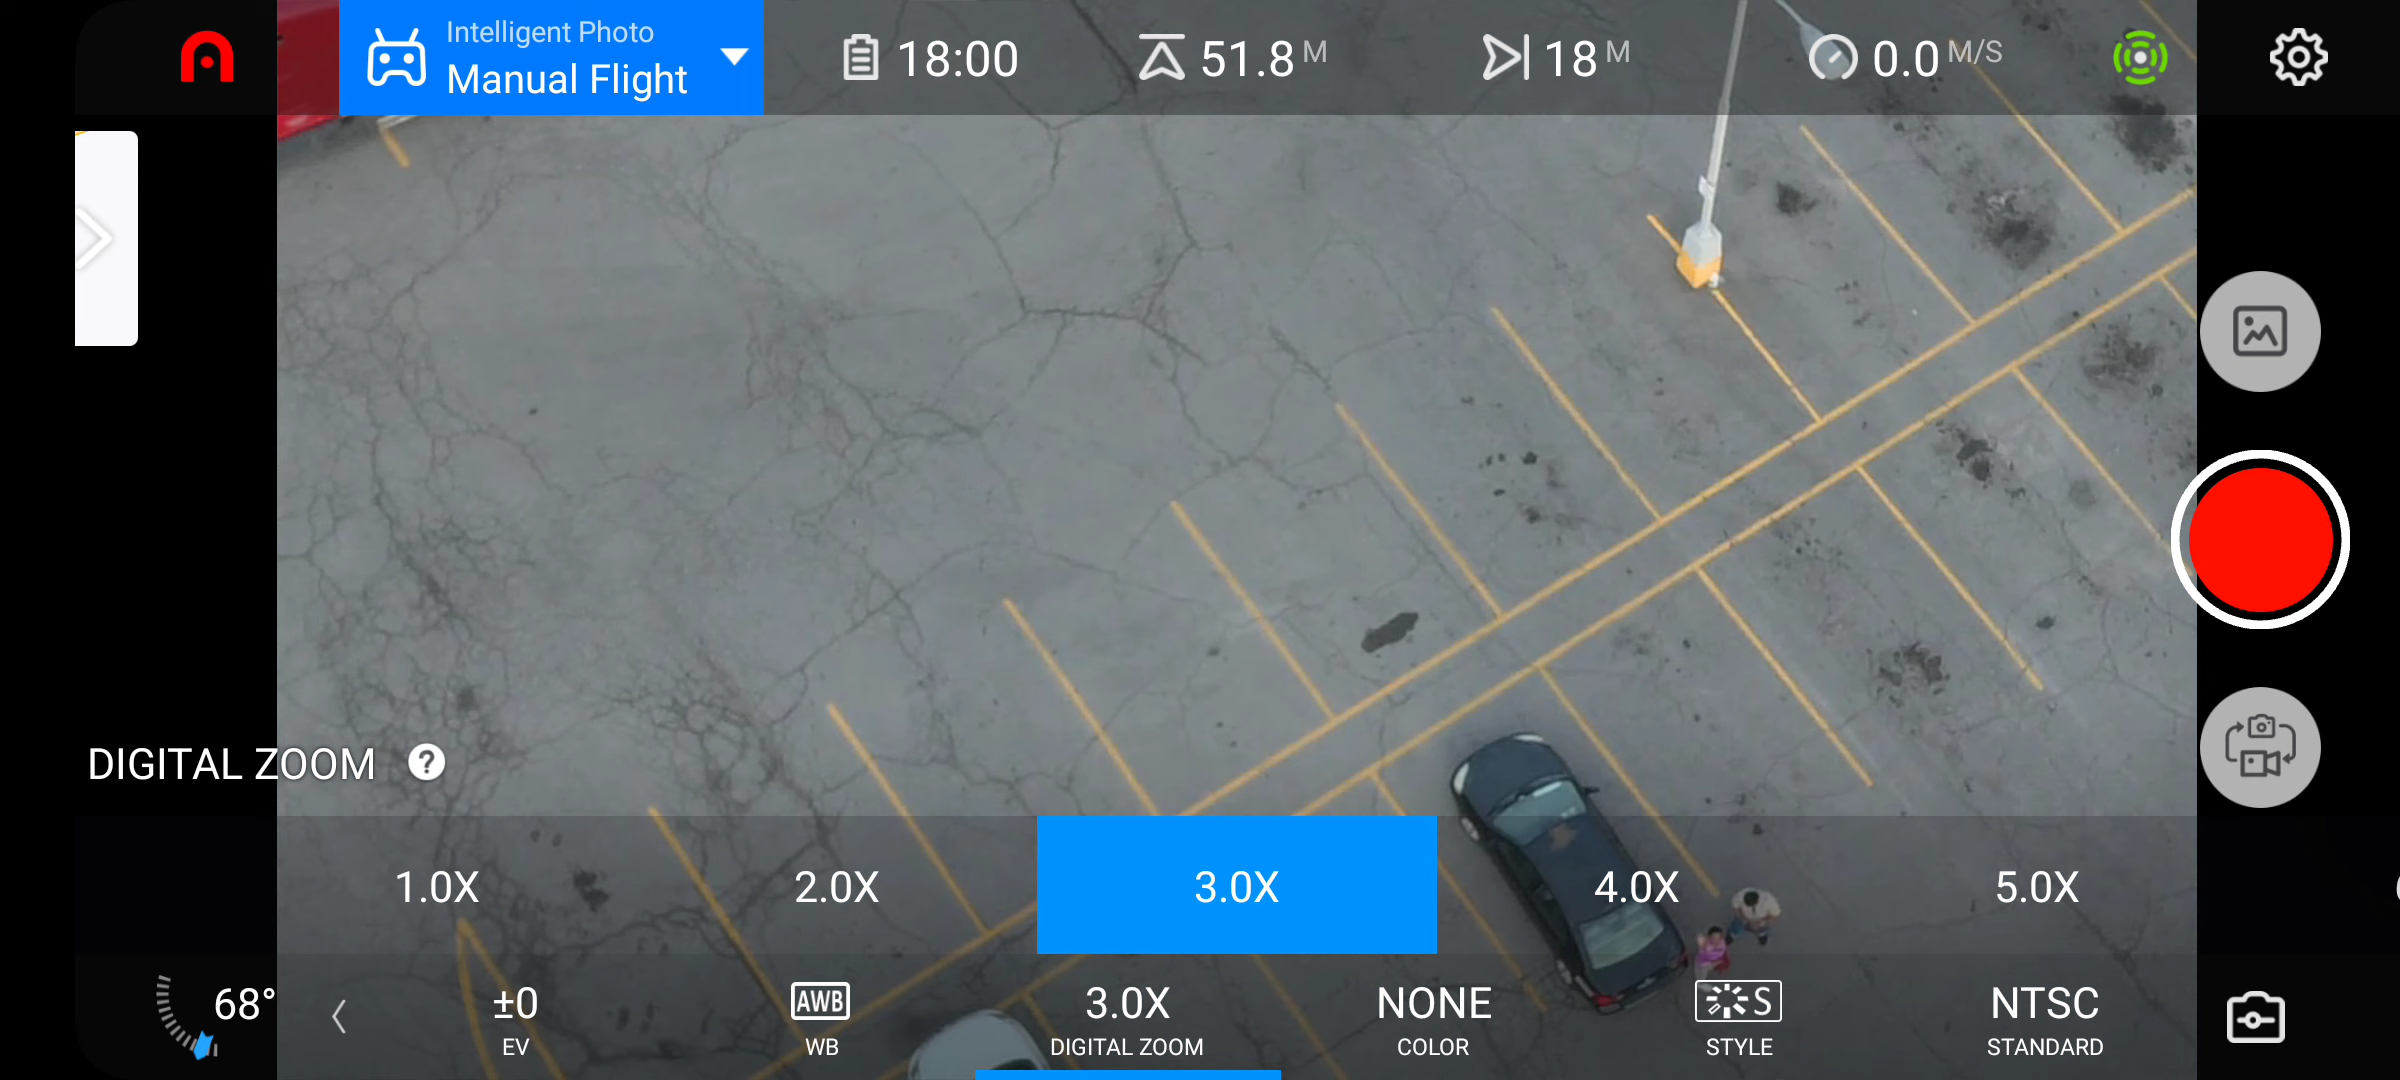 Intelligent Photo
Manual Flight
18:00
51.8 M
18 M
0.0 M/S
DIGITAL ZOOM ?
1.0X 2.0X 3.0X 4.0X 5.0X
68°
±0 AWB 3.0X NONE S NTSC
EV WB DIGITAL ZOOM COLOR STYLE STANDARD